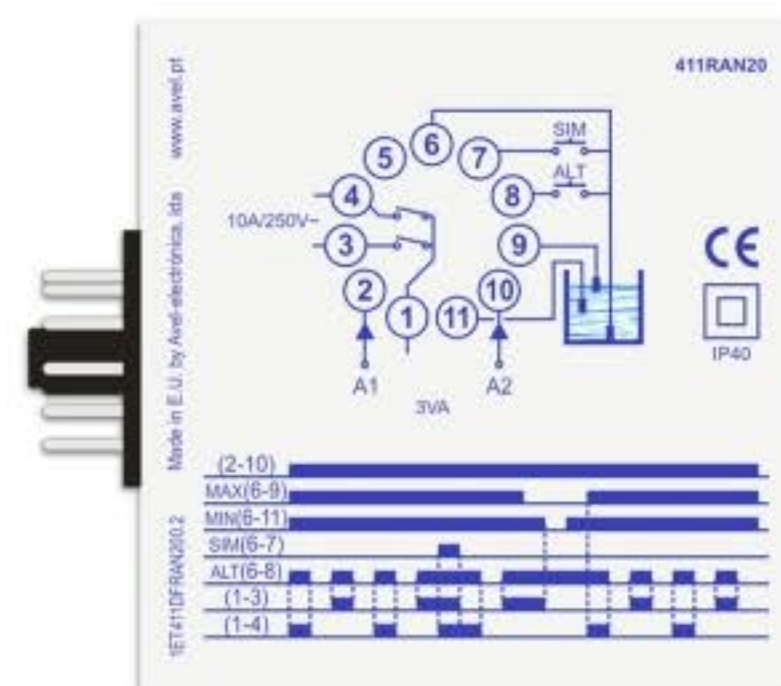 www.avel.pt
Made in E.U. by Avel-electrónica, lda
1ET411DFRAN200.2
411RAN20
SIM
ALT
6
5
7
4
8
10A/250V~
3
9
2
10
1
11
A1
A2
3VA
CE
IP40
(2-10)
MAX(6-9)
MIN(6-11)
SIM(6-7)
ALT(6-8)
(1-3)
(1-4)